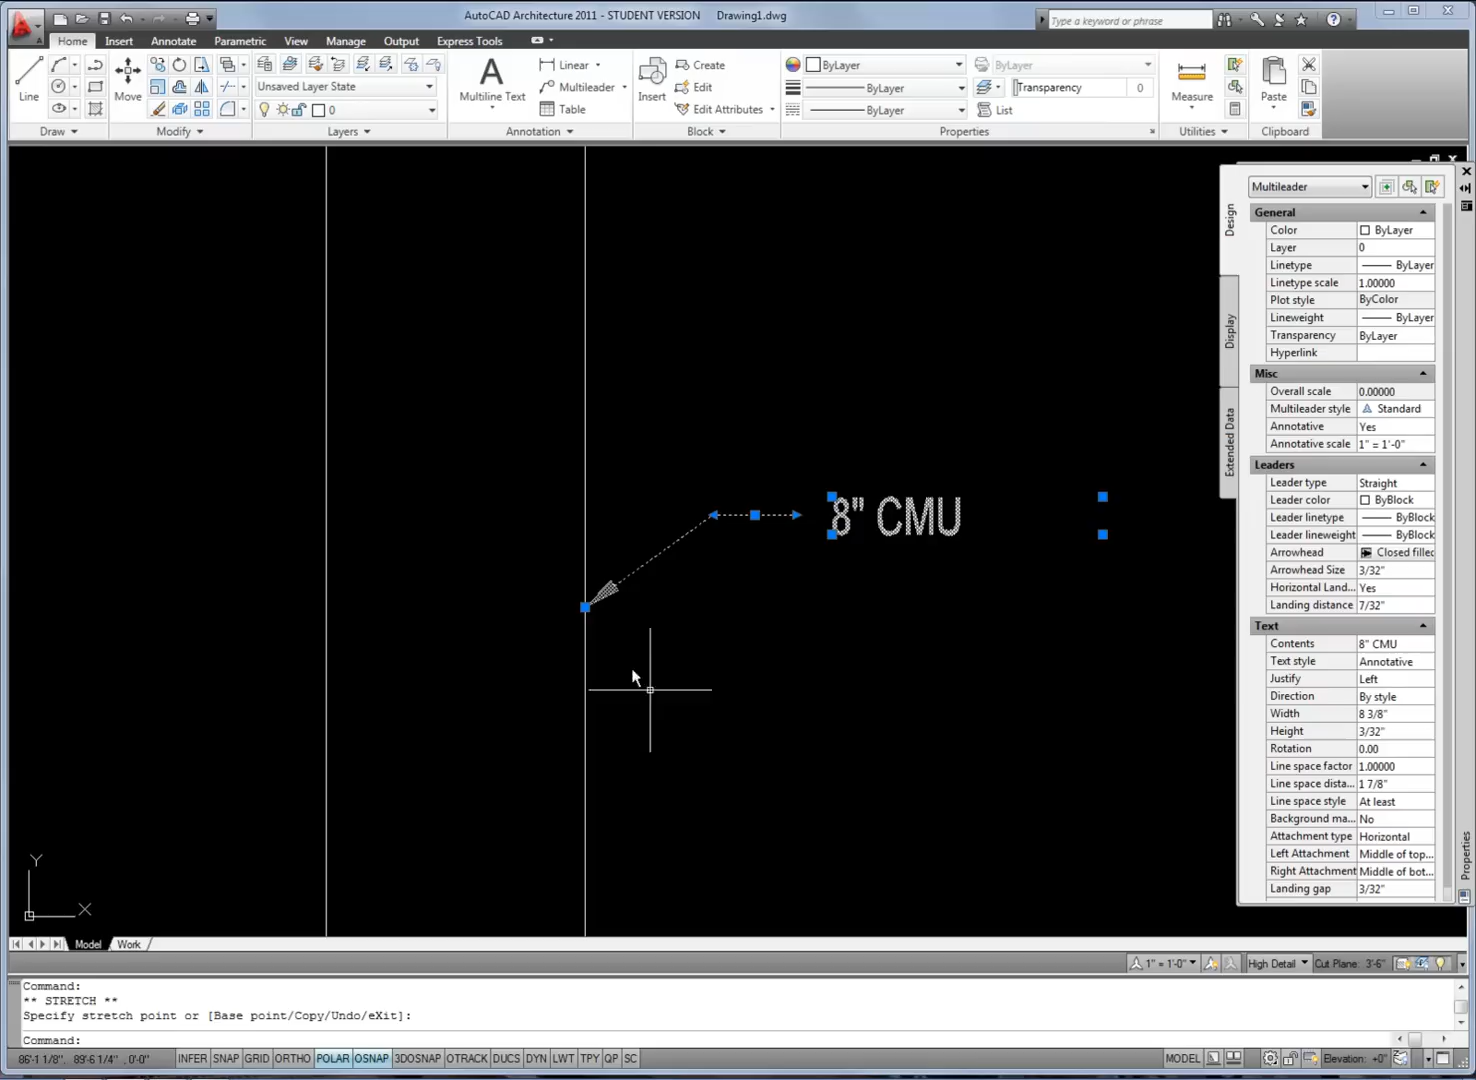 AutoCAD Architecture 2011 - STUDENT VERSION Drawing1.dwg
Type a keyword or phrase
Home Insert Annotate Parametric View Manage Output Express Tools
Line
Move
Unsaved Layer State
0
Multiline Text
Linear
Multileader
Table
Insert
Create
Edit
Edit Attributes
ByLayer
ByLayer
ByLayer
ByLayer
Transparency 0
List
Measure
Paste
Draw Modify Layers Annotation Block Properties Utilities Clipboard
8" CMU
Y
X
Design
Display
Extended Data
Properties
Multileader
General
Color ByLayer
Layer 0
Linetype ByLayer
Linetype scale 1.00000
Plot style ByColor
Lineweight ByLayer
Transparency ByLayer
Hyperlink
Misc
Overall scale 0.00000
Multileader style Standard
Annotative Yes
Annotative scale 1" = 1'-0"
Leaders
Leader type Straight
Leader color ByBlock
Leader linetype ByBlock
Leader lineweight ByBlock
Arrowhead Closed filled
Arrowhead Size 3/32"
Horizontal Land... Yes
Landing distance 7/32"
Text
Contents 8" CMU
Text style Annotative
Justify Left
Direction By style
Width 8 3/8"
Height 3/32"
Rotation 0.00
Line space factor 1.00000
Line space dista... 1 7/8"
Line space style At least
Background ma... No
Attachment type Horizontal
Left Attachment Middle of top...
Right Attachment Middle of bot...
Landing gap 3/32"
Model Work
1" = 1'-0" High Detail Cut Plane: 3'-6"
Command:
** STRETCH **
Specify stretch point or [Base point/Copy/Undo/eXit]:
Command:
86'-1 1/8", 89'-6 1/4" , 0'-0" INFER SNAP GRID ORTHO POLAR OSNAP 3DOSNAP OTRACK DUCS DYN LWT TPY QP SC MODEL Elevation: +0"